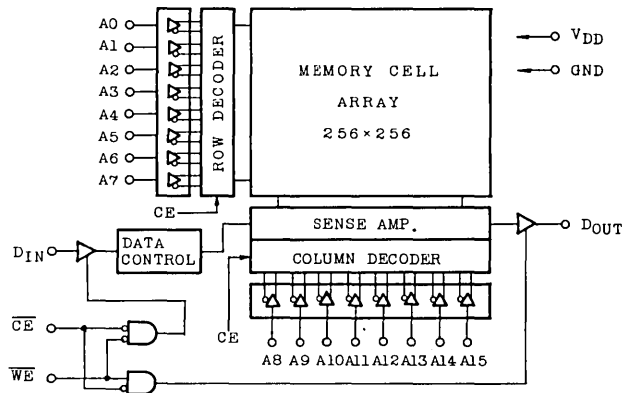 A0
A1
A2
A3
A4
A5
A6
A7
ROW DECODER
CE
MEMORY CELL
ARRAY
256×256
VDD
GND
SENSE AMP.
COLUMN DECODER
DOUT
DIN
DATA
CONTROL
CE
WE
CE
A8 A9 A10 A11 A12 A13 A14 A15